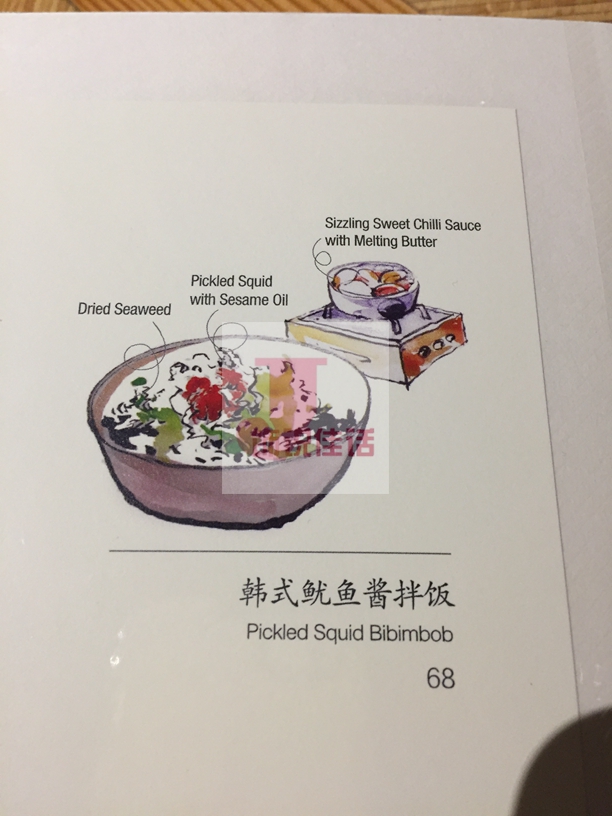 Sizzling Sweet Chilli Sauce
with Melting Butter
Pickled Squid
with Sesame Oil
Dried Seaweed
韩式鱿鱼酱拌饭
Pickled Squid Bibimbob
68